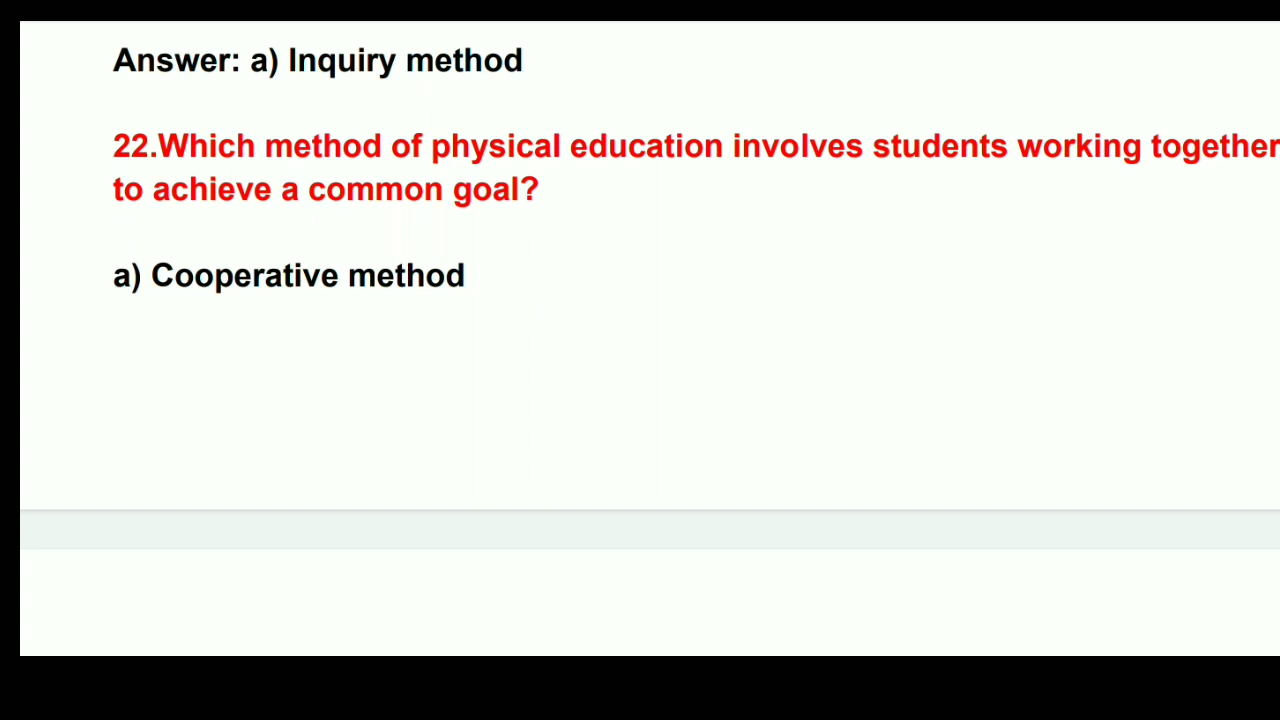 Answer: a) Inquiry method
22.Which method of physical education involves students working together
to achieve a common goal?
a) Cooperative method